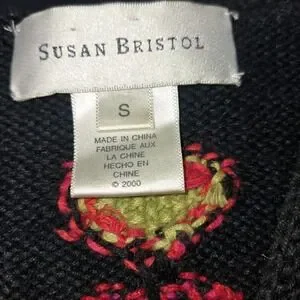 SUSAN BRISTOL
S
MADE IN CHINA
FABRIQUE AUX
LA CHINE
HECHO EN
CHINE
© 2000